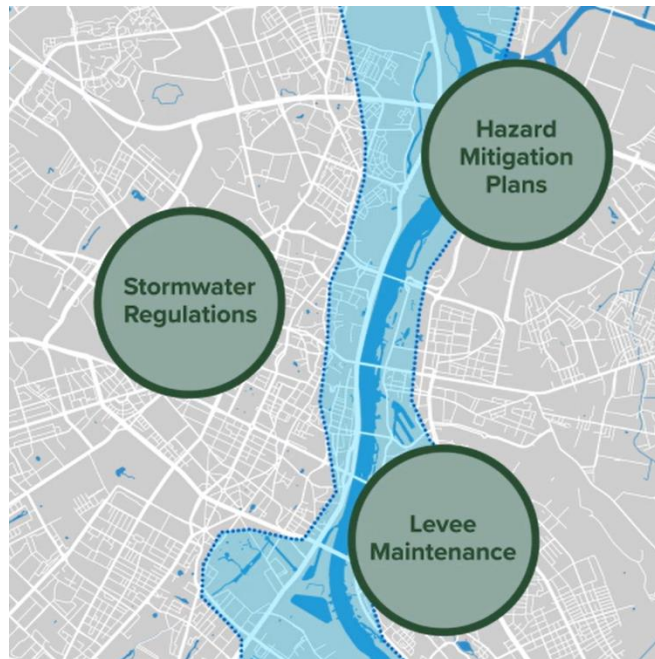 Hazard
Mitigation
Plans
Stormwater
Regulations
Levee
Maintenance